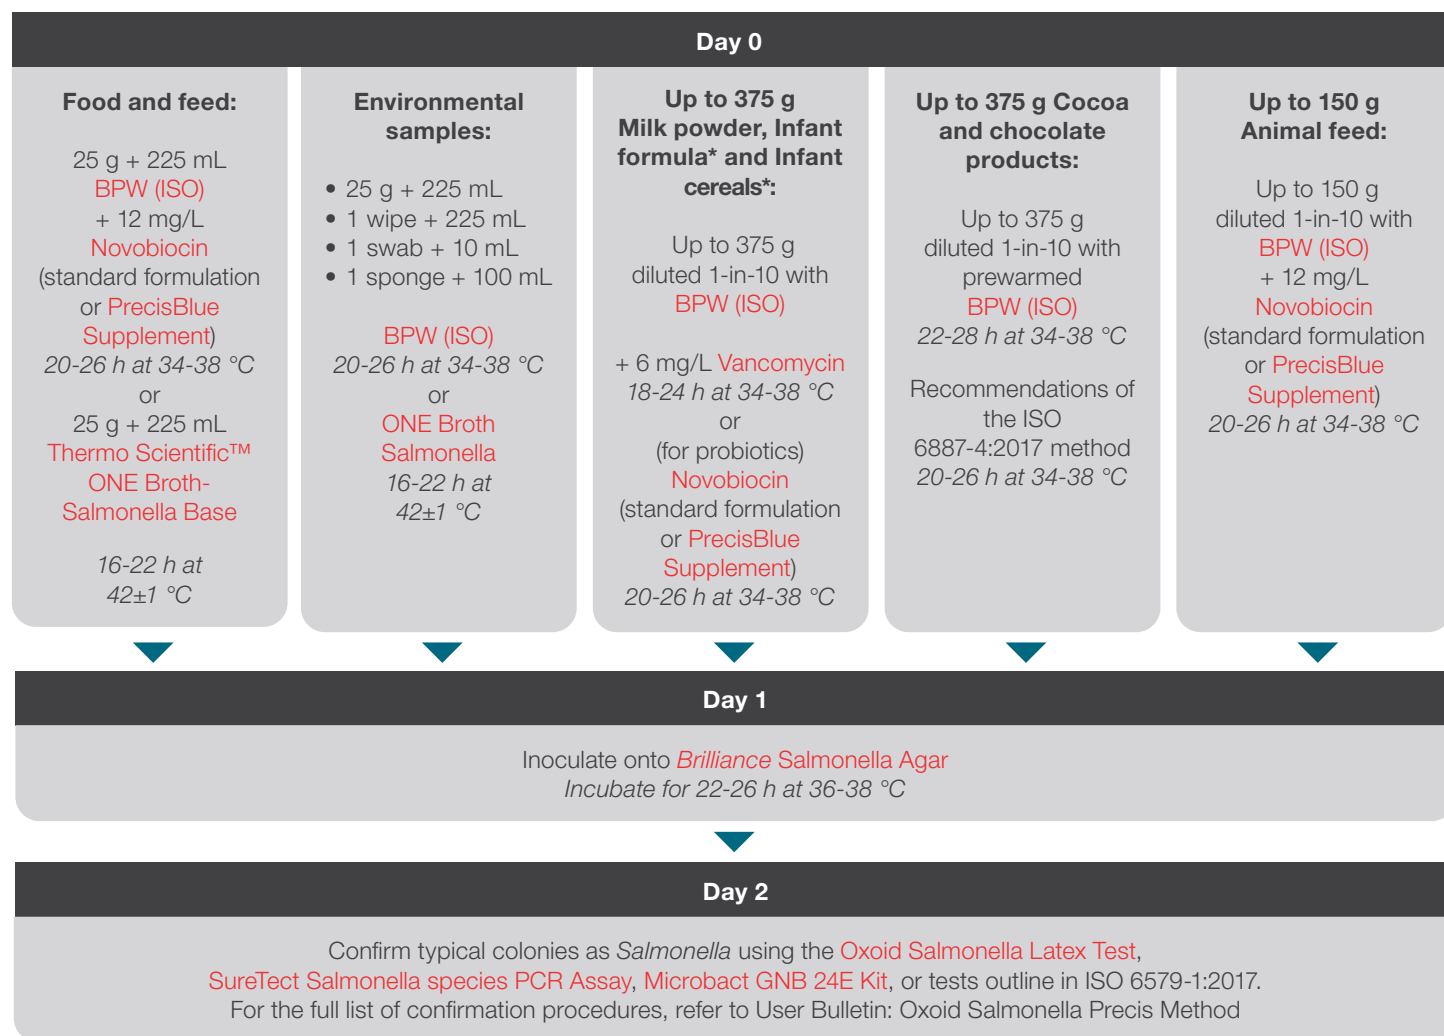 Day 0
Food and feed:
25 g + 225 mL
BPW (ISO)
+ 12 mg/L
Novobiocin
(standard formulation
or PrecisBlue
Supplement)
20-26 h at 34-38 °C
or
25 g + 225 mL
Thermo Scientific™
ONE Broth-
Salmonella Base
16-22 h at
42±1 °C
Environmental
samples:
• 25 g + 225 mL
• 1 wipe + 225 mL
• 1 swab + 10 mL
• 1 sponge + 100 mL
BPW (ISO)
20-26 h at 34-38 °C
or
ONE Broth
Salmonella
16-22 h at
42±1 °C
Up to 375 g
Milk powder, Infant
formula* and Infant
cereals*:
Up to 375 g
diluted 1-in-10 with
BPW (ISO)
+ 6 mg/L Vancomycin
18-24 h at 34-38 °C
or
(for probiotics)
Novobiocin
(standard formulation
or PrecisBlue
Supplement)
20-26 h at 34-38 °C
Up to 375 g Cocoa
and chocolate
products:
Up to 375 g
diluted 1-in-10 with
prewarmed
BPW (ISO)
22-28 h at 34-38 °C
Recommendations of
the ISO
6887-4:2017 method
20-26 h at 34-38 °C
Up to 150 g
Animal feed:
Up to 150 g
diluted 1-in-10 with
BPW (ISO)
+ 12 mg/L
Novobiocin
(standard formulation
or PrecisBlue
Supplement)
20-26 h at 34-38 °C
Day 1
Inoculate onto Brilliance Salmonella Agar
Incubate for 22-26 h at 36-38 °C
Day 2
Confirm typical colonies as Salmonella using the Oxoid Salmonella Latex Test,
SureTect Salmonella species PCR Assay, Microbact GNB 24E Kit, or tests outline in ISO 6579-1:2017.
For the full list of confirmation procedures, refer to User Bulletin: Oxoid Salmonella Precis Method